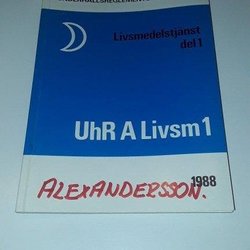 Livsmedelstjänst
del 1
UhR A Livsm 1
1988
ALEXANDERSSON.